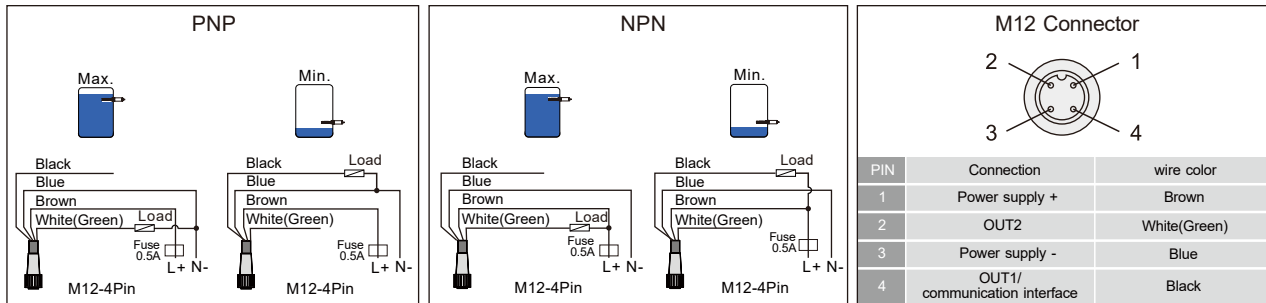 PNP
Max.
Min.
Black
Blue
Brown
White(Green)
Load
Fuse
0.5A
L+ N-
M12-4Pin
Black
Load
Blue
Brown
White(Green)
Fuse
0.5A
L+ N-
M12-4Pin
NPN
Max.
Min.
Black
Blue
Brown
White(Green)
Load
Fuse
0.5A
L+ N-
M12-4Pin
Black
Load
Blue
Brown
White(Green)
Fuse
0.5A
L+ N-
M12-4Pin
M12 Connector
2 1
3 4
PIN Connection wire color
1 Power supply + Brown
2 OUT2 White(Green)
3 Power supply - Blue
4 OUT1/
communication interface Black